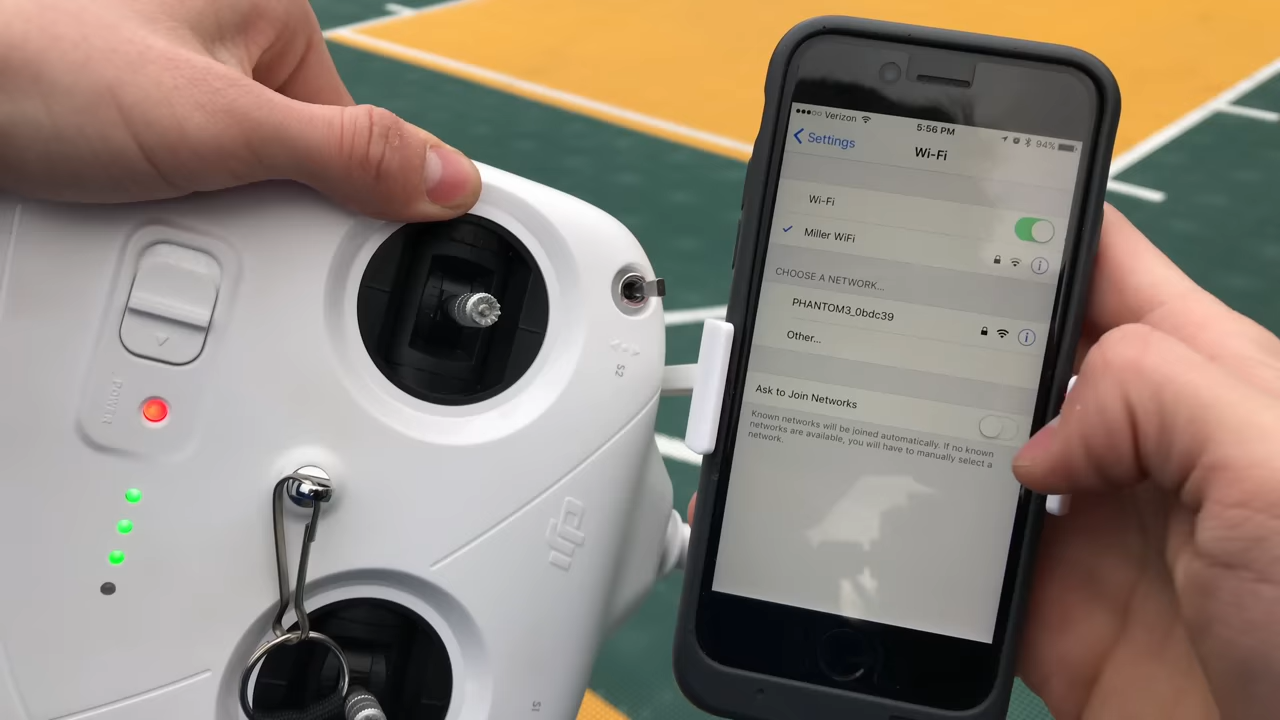 Verizon
5:56 PM
94%
Settings
Wi-Fi
Wi-Fi
Miller WiFi
CHOOSE A NETWORK...
PHANTOM3_0bdc39
Other...
Ask to Join Networks
Known networks will be joined automatically. If no known
networks are available, you will have to manually select a
network.
POWER
S2
dji
S1